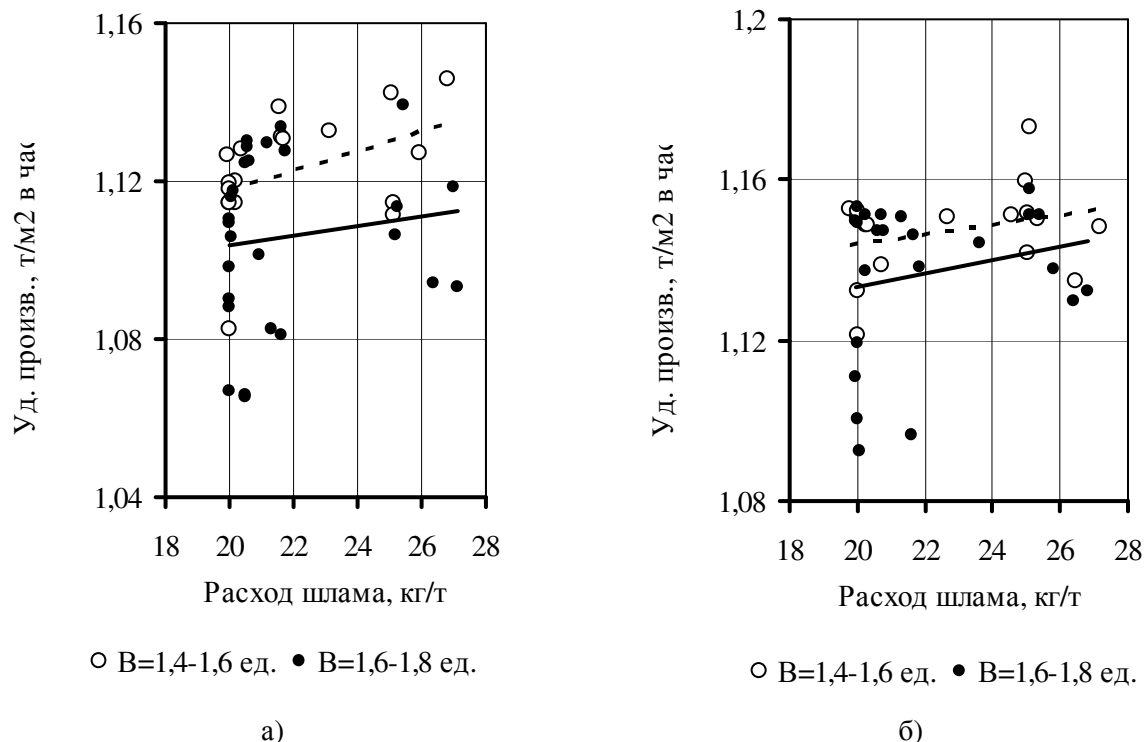 1,16
1,12
1,08
1,04
18 20 22 24 26 28
Уд. произв., т/м2 в час
Расход шлама, кг/т
В=1,4-1,6 ед. В=1,6-1,8 ед.
а)
1,2
1,16
1,12
1,08
18 20 22 24 26 28
Уд. произв., т/м2 в час
Расход шлама, кг/т
В=1,4-1,6 ед. В=1,6-1,8 ед.
б)